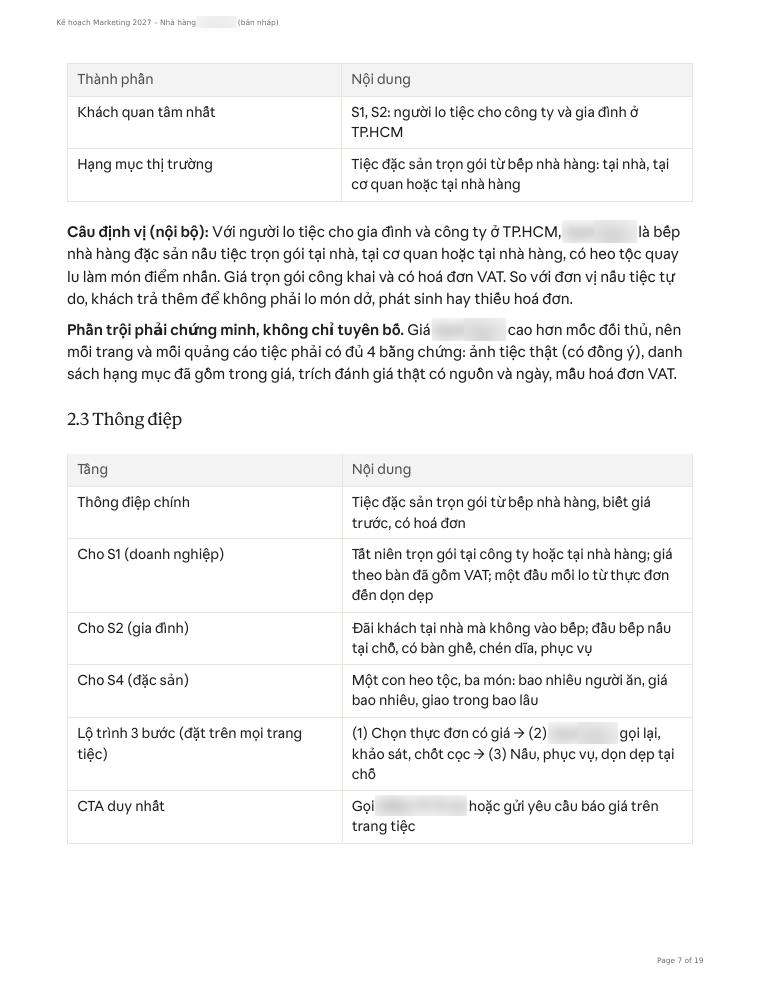 Kế hoạch Marketing 2027 – Nhà hàng (bản nháp)
Thành phần Nội dung
Khách quan tâm nhất S1, S2: người lo tiệc cho công ty và gia đình ở
TP.HCM
Hạng mục thị trường Tiệc đặc sản trọn gói từ bếp nhà hàng: tại nhà, tại
cơ quan hoặc tại nhà hàng
Câu định vị (nội bộ): Với người lo tiệc cho gia đình và công ty ở TP.HCM, là bếp
nhà hàng đặc sản nấu tiệc trọn gói tại nhà, tại cơ quan hoặc tại nhà hàng, có heo tộc quay
lu làm món điểm nhấn. Giá trọn gói công khai và có hoá đơn VAT. So với đơn vị nấu tiệc tự
do, khách trả thêm để không phải lo món dở, phát sinh hay thiếu hoá đơn.
Phần trội phải chứng minh, không chỉ tuyên bố. Giá cao hơn mốc đối thủ, nên
mỗi trang và mỗi quảng cáo tiệc phải có đủ 4 bằng chứng: ảnh tiệc thật (có đồng ý), danh
sách hạng mục đã gồm trong giá, trích đánh giá thật có nguồn và ngày, mẫu hoá đơn VAT.
2.3 Thông điệp
Tầng Nội dung
Thông điệp chính Tiệc đặc sản trọn gói từ bếp nhà hàng, biết giá
trước, có hoá đơn
Cho S1 (doanh nghiệp) Tất niên trọn gói tại công ty hoặc tại nhà hàng; giá
theo bàn đã gồm VAT; một đầu mối lo từ thực đơn
đến dọn dẹp
Cho S2 (gia đình) Đãi khách tại nhà mà không vào bếp; đầu bếp nấu
tại chỗ, có bàn ghế, chén dĩa, phục vụ
Cho S4 (đặc sản) Một con heo tộc, ba món: bao nhiêu người ăn, giá
bao nhiêu, giao trong bao lâu
Lộ trình 3 bước (đặt trên mọi trang
tiệc) (1) Chọn thực đơn có giá → (2) gọi lại,
khảo sát, chốt cọc → (3) Nấu, phục vụ, dọn dẹp tại
chỗ
CTA duy nhất Gọi hoặc gửi yêu cầu báo giá trên
trang tiệc
Page 7 of 19